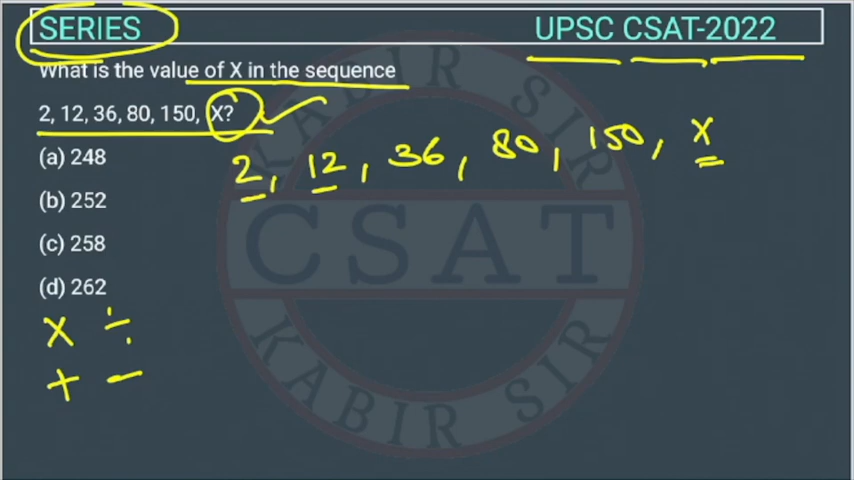 SERIES
UPSC CSAT-2022
What is the value of X in the sequence
2, 12, 36, 80, 150, X?
2, 12, 36, 80, 150, X
(a) 248
(b) 252
(c) 258
(d) 262
X ÷
+ −
KABIR SIR
CSAT
KABIR SIR